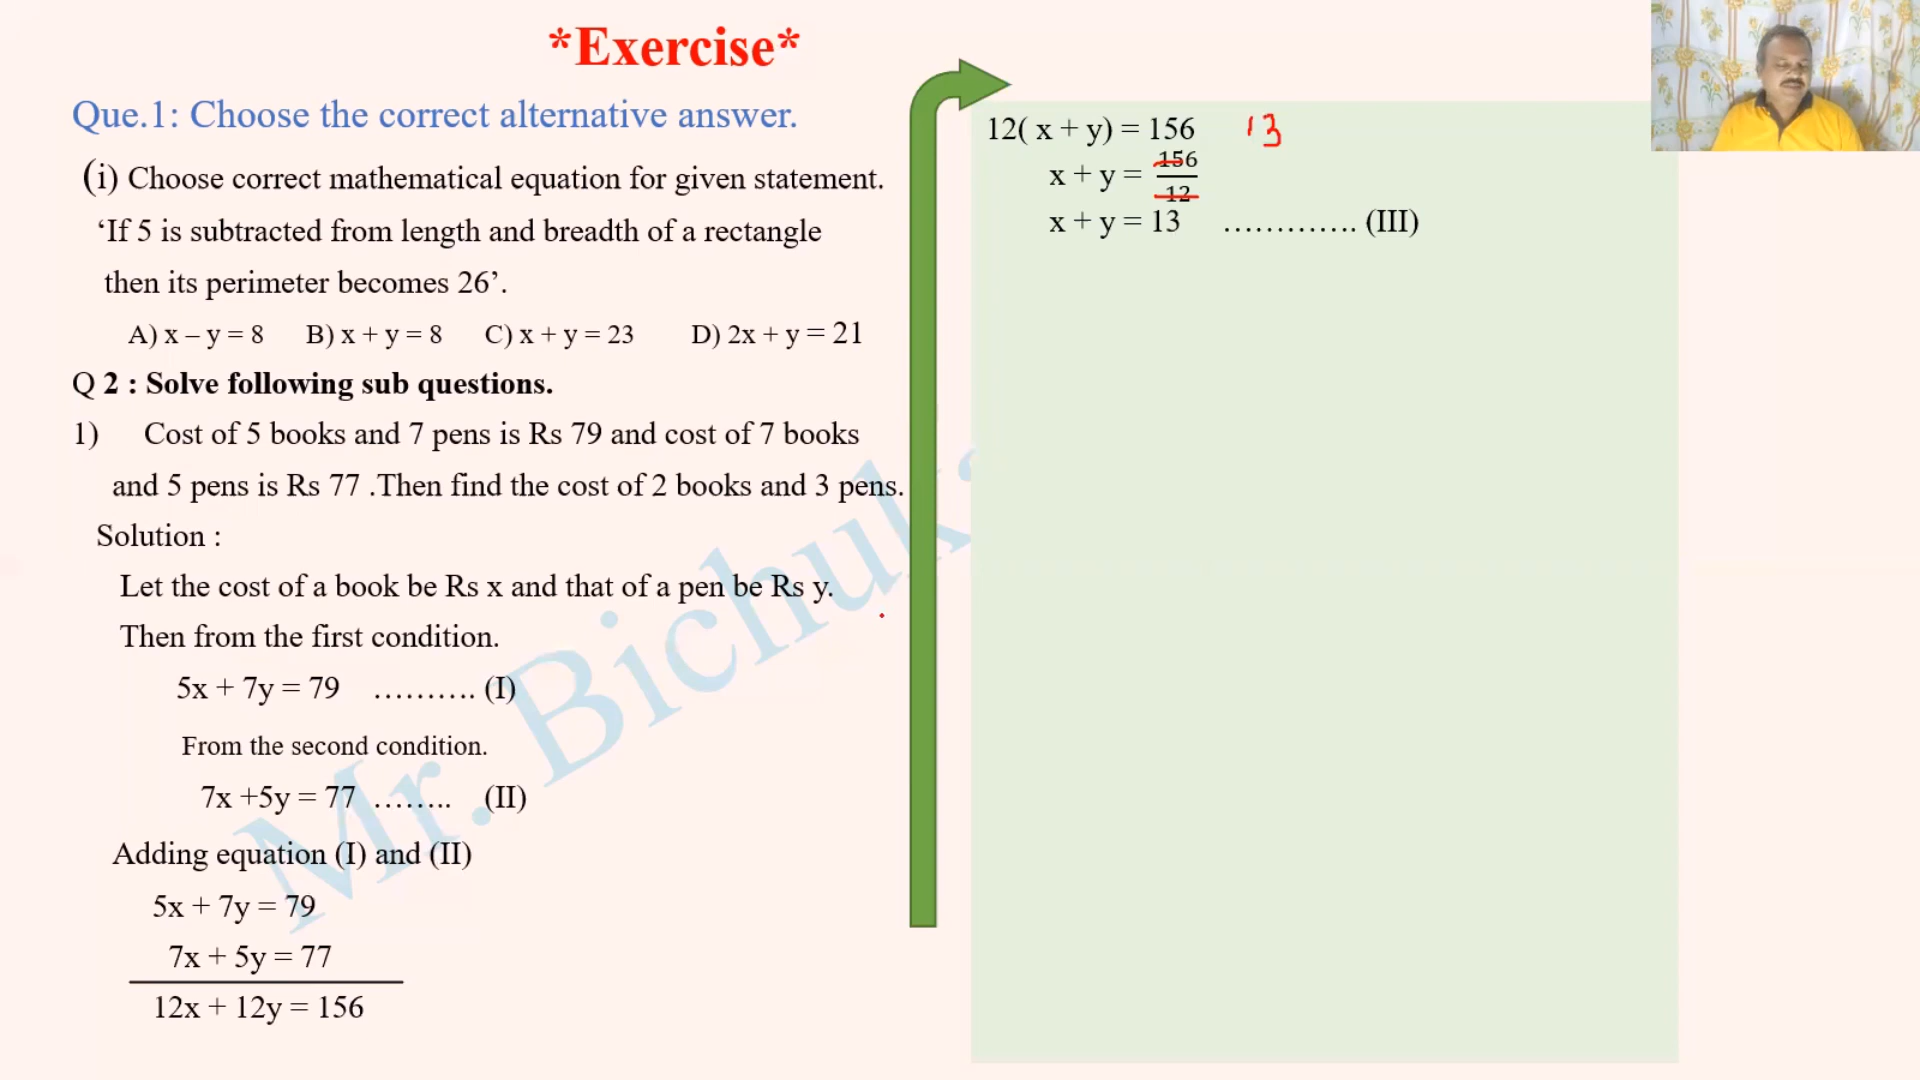 *Exercise*
Que.1: Choose the correct alternative answer.
(i) Choose correct mathematical equation for given statement.
‘If 5 is subtracted from length and breadth of a rectangle
then its perimeter becomes 26’.
A) x – y = 8 B) x + y = 8 C) x + y = 23 D) 2x + y = 21
Q 2 : Solve following sub questions.
1) Cost of 5 books and 7 pens is Rs 79 and cost of 7 books
and 5 pens is Rs 77 .Then find the cost of 2 books and 3 pens.
Solution :
Let the cost of a book be Rs x and that of a pen be Rs y.
Then from the first condition.
5x + 7y = 79 ………. (I)
From the second condition.
7x +5y = 77 …….. (II)
Adding equation (I) and (II)
5x + 7y = 79
7x + 5y = 77
12x + 12y = 156
12( x + y) = 156 13
x + y = 156/12
x + y = 13 …………. (III)
Mr. Bichuk